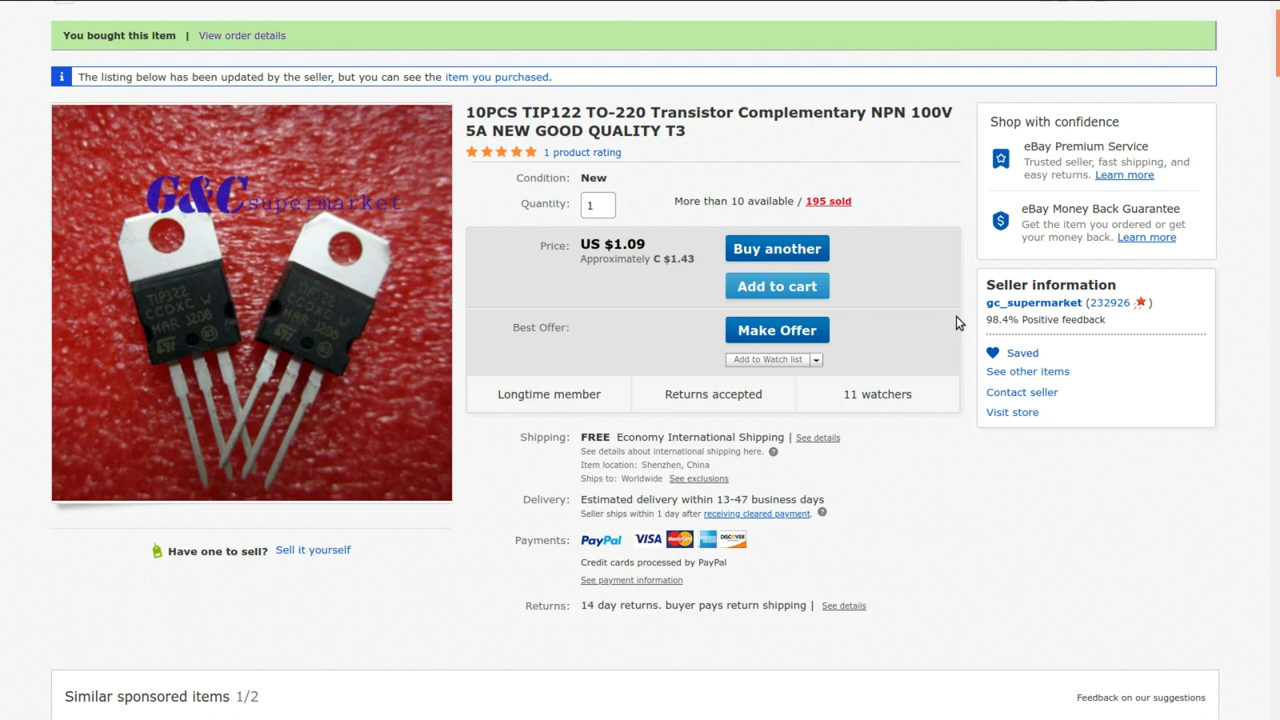 You bought this item | View order details
i The listing below has been updated by the seller, but you can see the item you purchased.
G&C supermarket
TIP122
10PCS TIP122 TO-220 Transistor Complementary NPN 100V
5A NEW GOOD QUALITY T3
1 product rating
Condition: New
Quantity: 1 More than 10 available / 195 sold
Price: US $1.09
Approximately C $1.43
Buy another
Add to cart
Best Offer: Make Offer
Add to Watch list
Longtime member Returns accepted 11 watchers
Shipping: FREE Economy International Shipping | See details
See details about international shipping here. ?
Item location: Shenzhen, China
Ships to: Worldwide See exclusions
Delivery: Estimated delivery within 13-47 business days
Seller ships within 1 day after receiving cleared payment. ?
Payments: PayPal VISA MasterCard DISCOVER
Credit cards processed by PayPal
See payment information
Returns: 14 day returns. buyer pays return shipping | See details
Have one to sell? Sell it yourself
Shop with confidence
eBay Premium Service
Trusted seller, fast shipping, and
easy returns. Learn more
eBay Money Back Guarantee
Get the item you ordered or get
your money back. Learn more
Seller information
gc_supermarket (232926 )
98.4% Positive feedback
Saved
See other items
Contact seller
Visit store
Similar sponsored items 1/2
Feedback on our suggestions